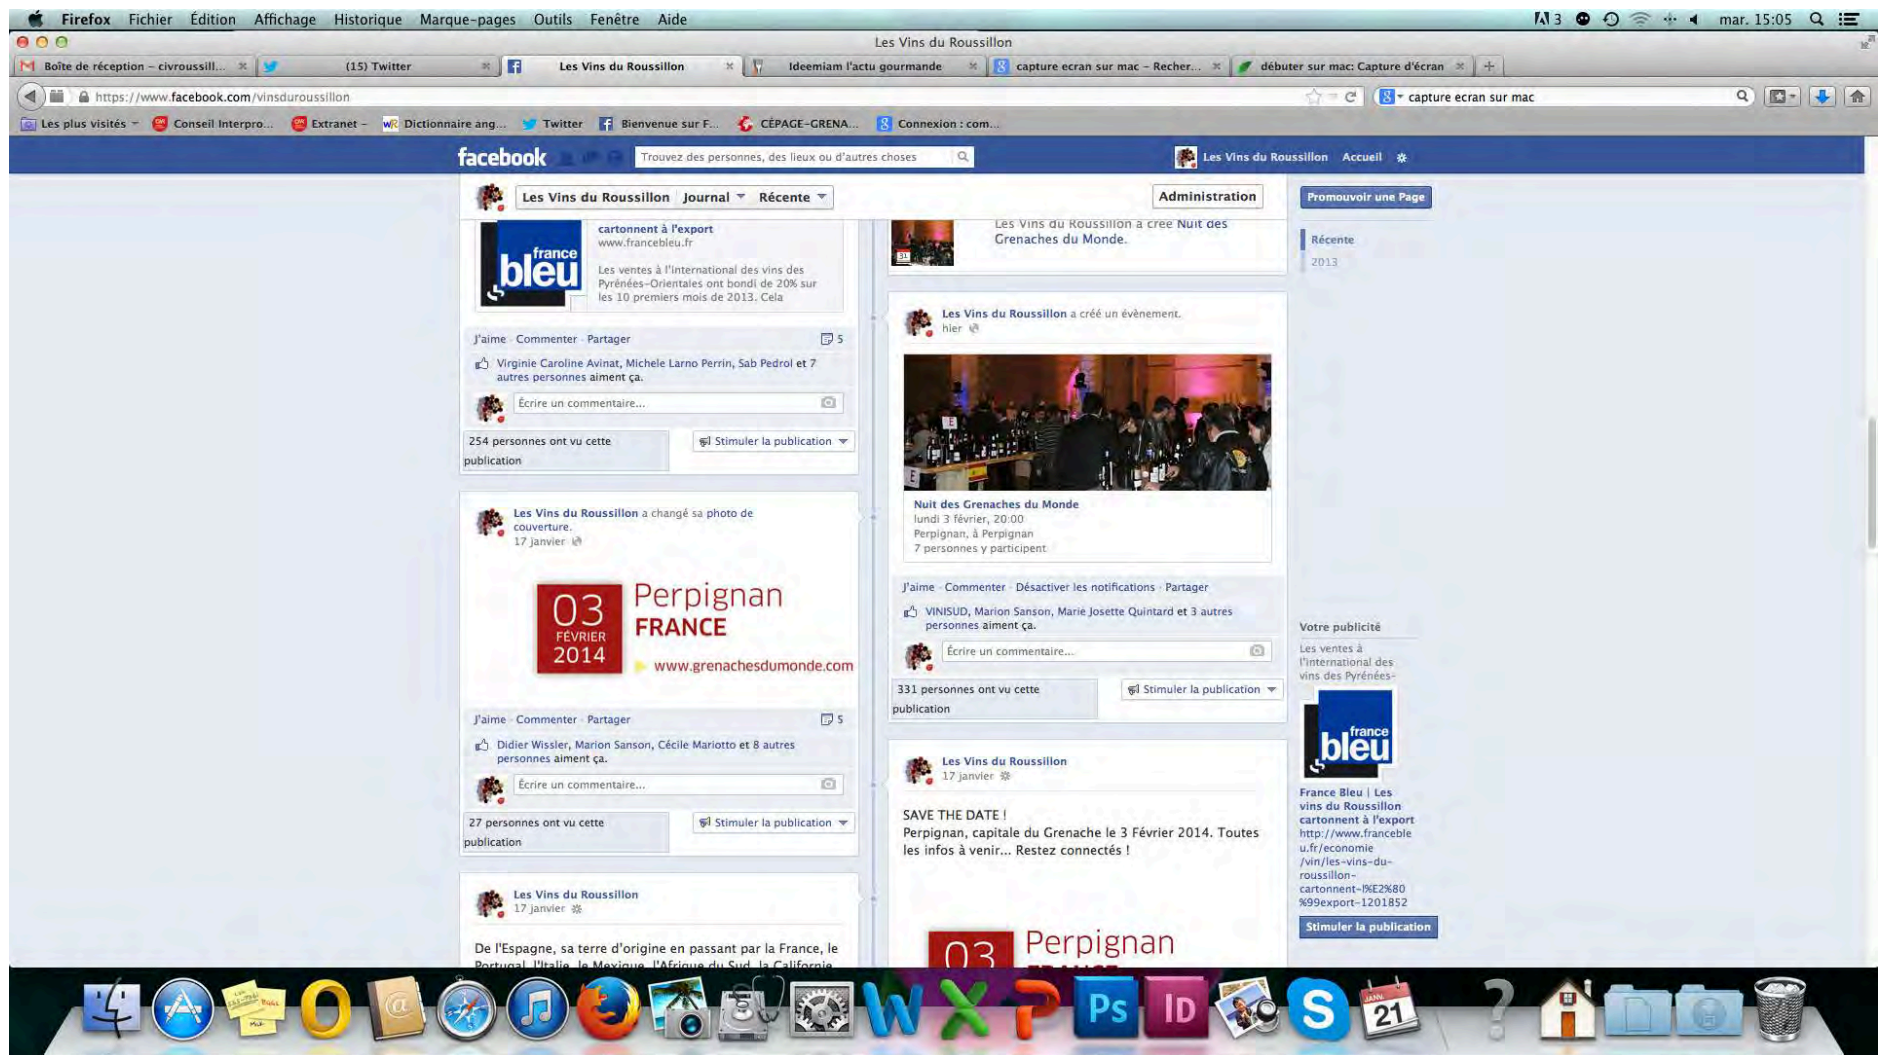 Firefox Fichier Édition Affichage Historique Marque-pages Outils Fenêtre Aide
3 mar. 15:05
Les Vins du Roussillon
Boîte de réception – civroussill...
(15) Twitter
Les Vins du Roussillon
Ideemiam l'actu gourmande
capture ecran sur mac – Recher...
débuter sur mac: Capture d'écran
https://www.facebook.com/vinsduroussillon
capture ecran sur mac
Les plus visités
Conseil Interpro...
Extranet –
Dictionnaire ang...
Twitter
Bienvenue sur F...
CÉPAGE-GRENA...
Connexion : com...
facebook
Trouvez des personnes, des lieux ou d'autres choses
Les Vins du Roussillon Accueil
Les Vins du Roussillon Journal Récente
Administration
Promouvoir une Page
Récente
2013
france
bleu
cartonnent à l'export
www.francebleu.fr
Les ventes à l'international des vins des
Pyrénées-Orientales ont bondi de 20% sur
les 10 premiers mois de 2013. Cela
J'aime · Commenter · Partager
5
Virginie Caroline Avinat, Michele Larno Perrin, Sab Pedrol et 7
autres personnes aiment ça.
Écrire un commentaire...
254 personnes ont vu cette
publication
Stimuler la publication
Les Vins du Roussillon a changé sa photo de
couverture.
17 janvier
03
FÉVRIER
2014
Perpignan
FRANCE
www.grenachesdumonde.com
J'aime · Commenter · Partager
5
Didier Wissler, Marion Sanson, Cécile Mariotto et 8 autres
personnes aiment ça.
Écrire un commentaire...
27 personnes ont vu cette
publication
Stimuler la publication
Les Vins du Roussillon
17 janvier
De l'Espagne, sa terre d'origine en passant par la France, le
Portugal, l'Italie, le Mexique, l'Afrique du Sud, la Californie
31
Les Vins du Roussillon a créé Nuit des
Grenaches du Monde.
Les Vins du Roussillon a créé un évènement.
hier
E
E
Nuit des Grenaches du Monde
lundi 3 février, 20:00
Perpignan, à Perpignan
7 personnes y participent
J'aime · Commenter · Désactiver les notifications · Partager
VINISUD, Marion Sanson, Marie Josette Quintard et 3 autres
personnes aiment ça.
Écrire un commentaire...
331 personnes ont vu cette
publication
Stimuler la publication
Les Vins du Roussillon
17 janvier
SAVE THE DATE !
Perpignan, capitale du Grenache le 3 Février 2014. Toutes
les infos à venir... Restez connectés !
03
Perpignan
FRANCE
Votre publicité
Les ventes à
l'international des
vins des Pyrénées-
france
bleu
France Bleu | Les
vins du Roussillon
cartonnent à l'export
http://www.franceble
u.fr/economie
/vin/les-vins-du-
roussillon-
cartonnent-l%E2%80
%99export-1201852
Stimuler la publication
Ps
ID
JANV.
21